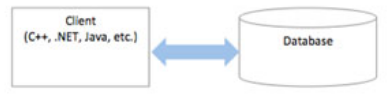 Client
(C++, .NET, Java, etc.)
Database